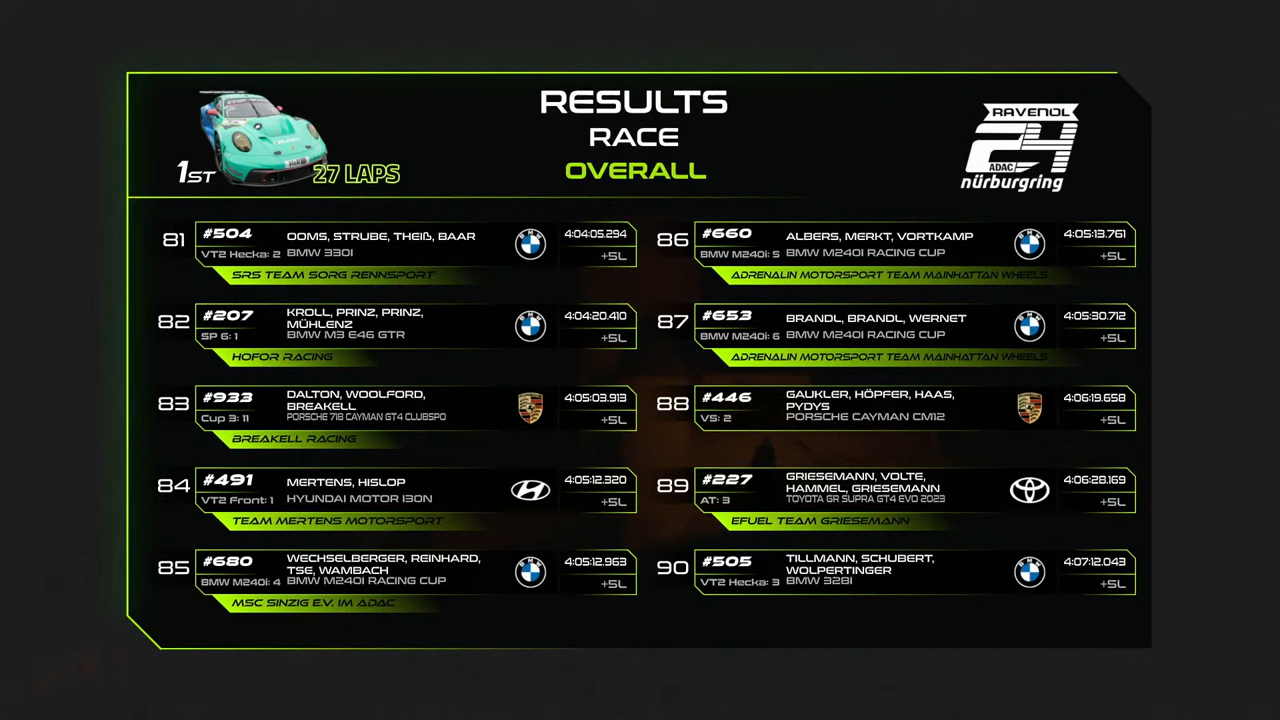 RESULTS
RACE
OVERALL
1ST
27 LAPS
RAVENOL
24
ADAC
nürburgring
81
#504
OOMS, STRUBE, THEIß, BAAR
4:04:05.294
VT2 Hecka: 2
BMW 330I
+5L
SRS TEAM SORG RENNSPORT
82
#207
KROLL, PRINZ, PRINZ,
MÜHLENZ
4:04:20.410
SP 6: 1
BMW M3 E46 GTR
+5L
HOFOR RACING
83
#933
DALTON, WOOLFORD,
BREAKELL
4:05:03.913
Cup 3: 11
PORSCHE 718 CAYMAN GT4 CLUBSPO
+5L
BREAKELL RACING
84
#491
MERTENS, HISLOP
4:05:12.320
VT2 Front: 1
HYUNDAI MOTOR I30N
+5L
TEAM MERTENS MOTORSPORT
85
#680
WECHSELBERGER, REINHARD,
TSE, WAMBACH
4:05:12.963
BMW M240i: 4
BMW M240I RACING CUP
+5L
MSC SINZIG E.V. IM ADAC
86
#660
ALBERS, MERKT, VORTKAMP
4:05:13.761
BMW M240i: 5
BMW M240I RACING CUP
+5L
ADRENALIN MOTORSPORT TEAM MAINHATTAN WHEELS
87
#653
BRANDL, BRANDL, WERNET
4:05:30.712
BMW M240i: 6
BMW M240I RACING CUP
+5L
ADRENALIN MOTORSPORT TEAM MAINHATTAN WHEELS
88
#446
GAUKLER, HÖPFER, HAAS,
PYDYS
4:06:19.658
V5: 2
PORSCHE CAYMAN CM12
+5L
89
#227
GRIESEMANN, VOLTE,
HAMMEL, GRIESEMANN
4:06:28.169
AT: 3
TOYOTA GR SUPRA GT4 EVO 2023
+5L
EFUEL TEAM GRIESEMANN
90
#505
TILLMANN, SCHUBERT,
WOLPERTINGER
4:07:12.043
VT2 Hecka: 3
BMW 328I
+5L